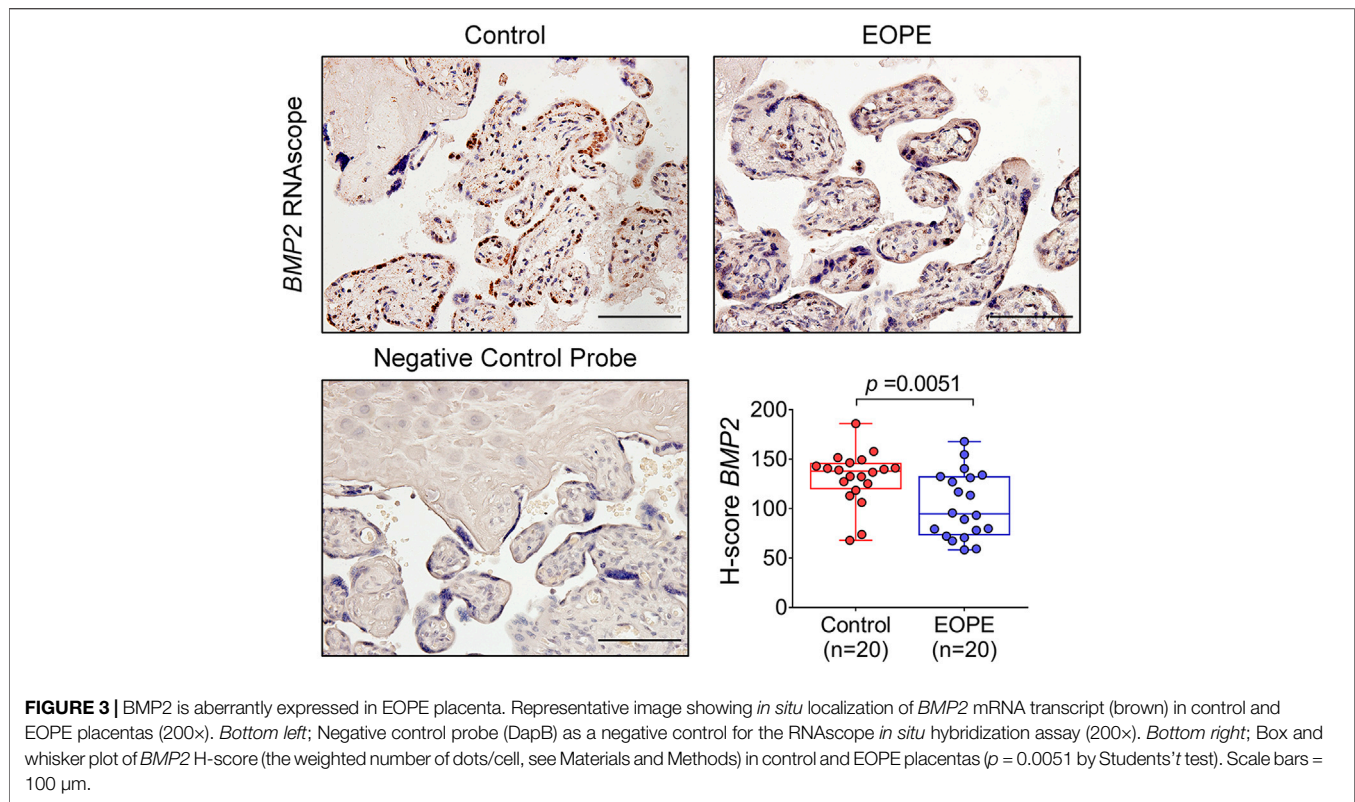 Control
EOPE
BMP2 RNAscope
Negative Control Probe
p =0.0051
H-score BMP2
200
150
100
50
0
Control
(n=20)
EOPE
(n=20)
FIGURE 3 | BMP2 is aberrantly expressed in EOPE placenta. Representative image showing in situ localization of BMP2 mRNA transcript (brown) in control and
EOPE placentas (200×). Bottom left; Negative control probe (DapB) as a negative control for the RNAscope in situ hybridization assay (200×). Bottom right; Box and
whisker plot of BMP2 H-score (the weighted number of dots/cell, see Materials and Methods) in control and EOPE placentas (p = 0.0051 by Students't test). Scale bars =
100 µm.